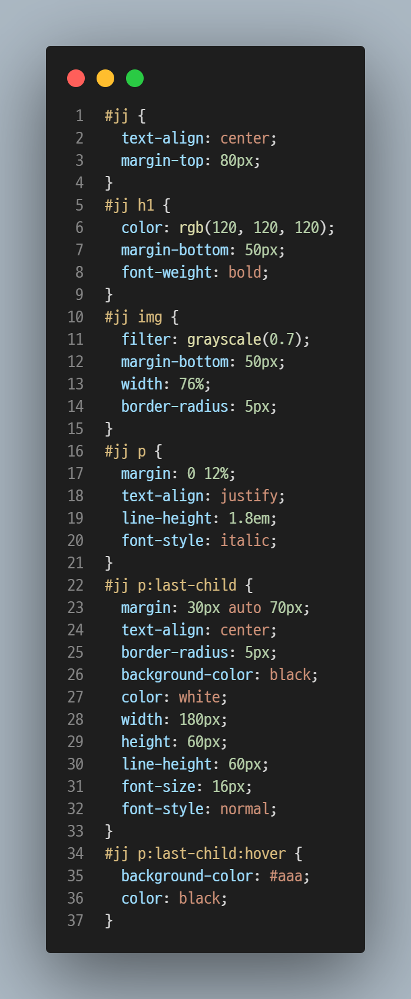 1 #jj {
2   text-align: center;
3   margin-top: 80px;
4 }
5 #jj h1 {
6   color: rgb(120, 120, 120);
7   margin-bottom: 50px;
8   font-weight: bold;
9 }
10 #jj img {
11   filter: grayscale(0.7);
12   margin-bottom: 50px;
13   width: 76%;
14   border-radius: 5px;
15 }
16 #jj p {
17   margin: 0 12%;
18   text-align: justify;
19   line-height: 1.8em;
20   font-style: italic;
21 }
22 #jj p:last-child {
23   margin: 30px auto 70px;
24   text-align: center;
25   border-radius: 5px;
26   background-color: black;
27   color: white;
28   width: 180px;
29   height: 60px;
30   line-height: 60px;
31   font-size: 16px;
32   font-style: normal;
33 }
34 #jj p:last-child:hover {
35   background-color: #aaa;
36   color: black;
37 }